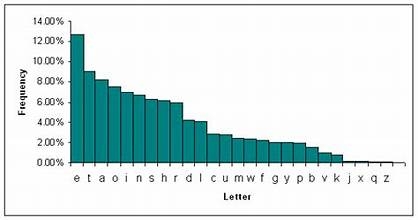 14.00%
12.00%
10.00%
8.00%
6.00%
4.00%
2.00%
0.00%
Frequency
e t a o i n s h r d l c u m w f g y p b v k j x q z
Letter